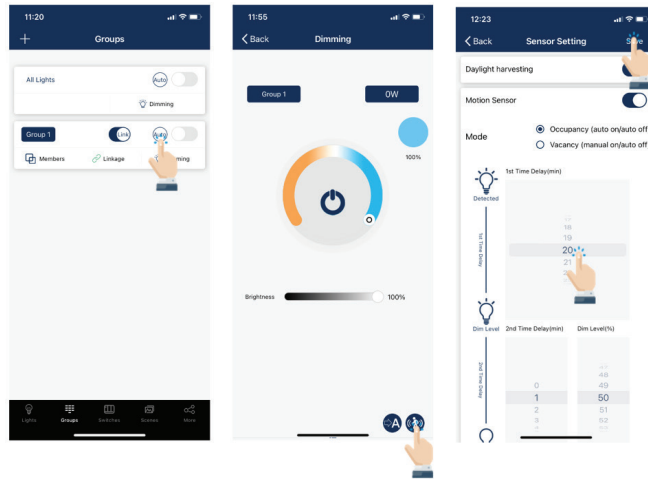 11:20
Groups
All Lights
Auto
Dimming
Group 1
Link
Auto
Members
Linkage
Lights
Groups
Switches
Scenes
More
11:55
Back
Dimming
Group 1
0W
100%
Brightness
100%
A
12:23
Back
Sensor Setting
Daylight harvesting
Motion Sensor
Mode
Occupancy (auto on/auto off
Vacancy (manual on/auto off
1st Time Delay(min)
Detected
1st Time Delay
18
19
20
21
Dim Level
2nd Time Delay(min)
Dim Level(%)
2nd Time Delay
0
1
2
3
48
49
50
51
52